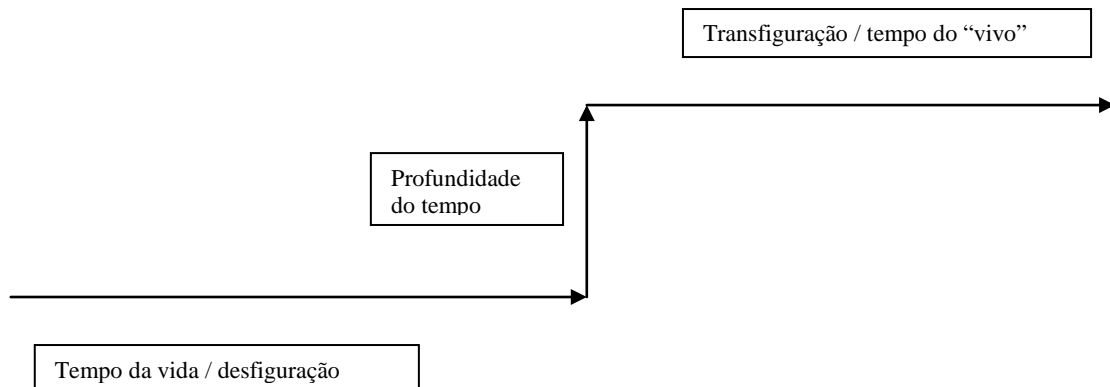 Transfiguração / tempo do “vivo”
Profundidade
do tempo
Tempo da vida / desfiguração